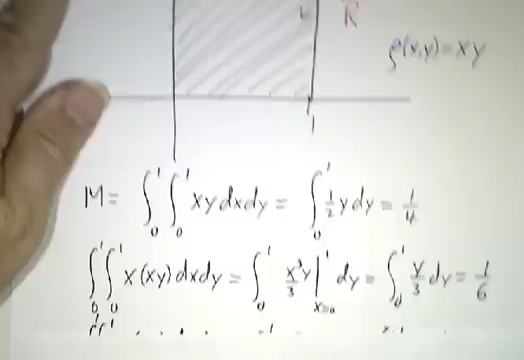 R
ρ(x,y)=xy
1
M= ∫₀¹ ∫₀¹ xy dx dy = ∫₀¹ 1/2 y dy = 1/4
∫₀¹ ∫₀¹ x(xy) dx dy = ∫₀¹ x³y/3 |ₓ₌₀¹ dy = ∫₀¹ y/3 dy = 1/6